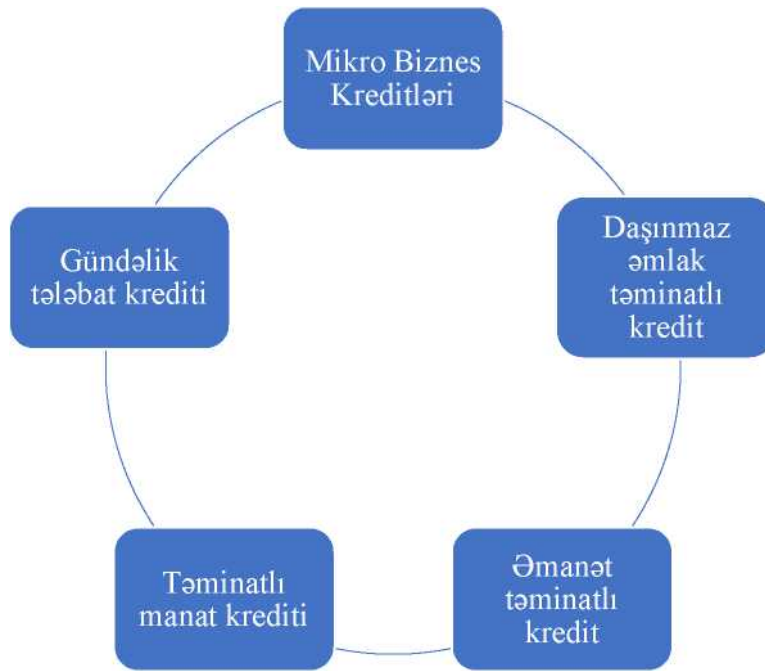 Mikro Biznes
Kreditləri
Daşınmaz
əmlak
təminatlı
kredit
Əmanət
təminatlı
kredit
Təminatlı
manat krediti
Gündəlik
tələbat krediti